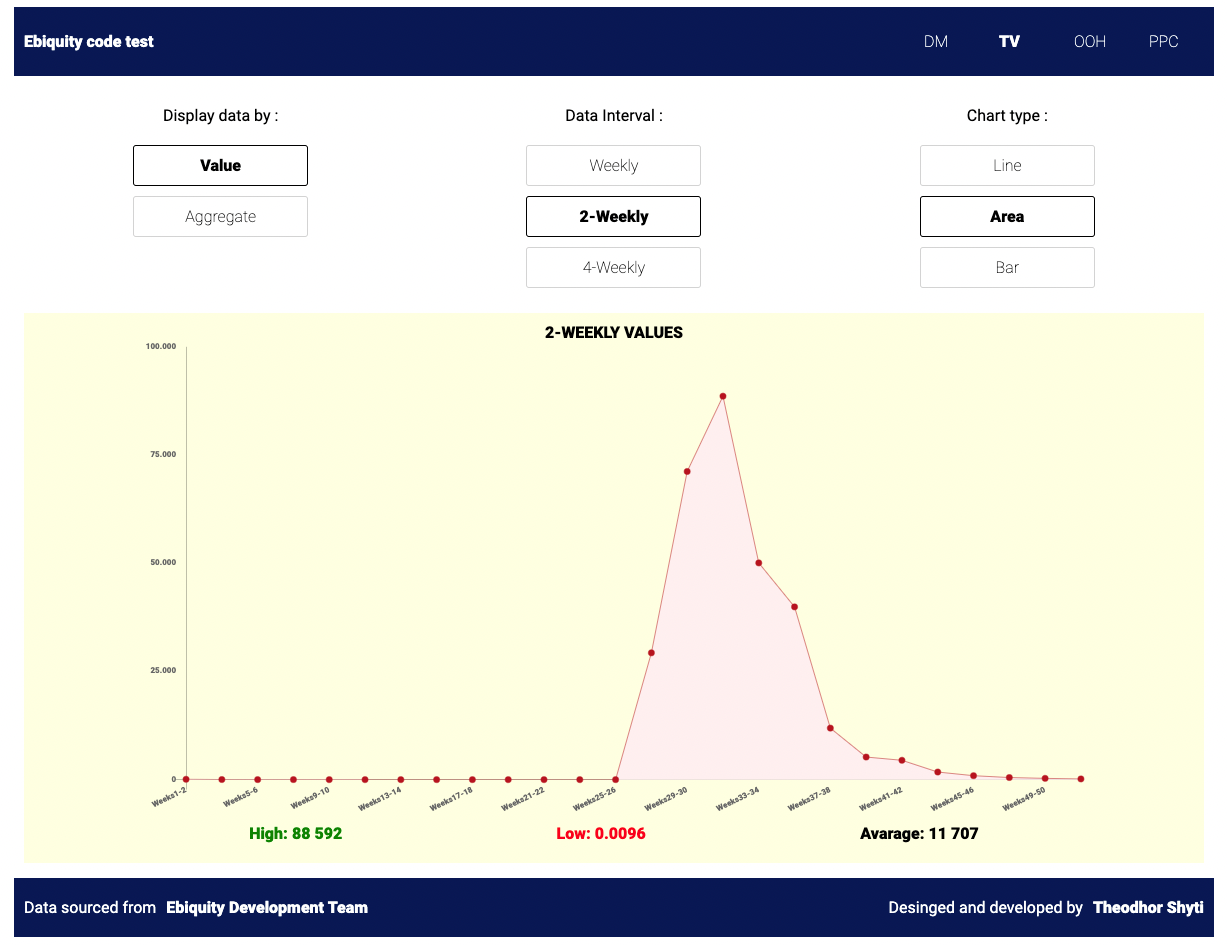 Ebiquity code test
DM TV OOH PPC
Display data by :
Value
Aggregate
Data Interval :
Weekly
2-Weekly
4-Weekly
Chart type :
Line
Area
Bar
2-WEEKLY VALUES
100.000
75.000
50.000
25.000
0
Weeks1-2 Weeks5-6 Weeks9-10 Weeks13-14 Weeks17-18 Weeks21-22 Weeks25-26 Weeks29-30 Weeks33-34 Weeks37-38 Weeks41-42 Weeks45-46 Weeks49-50
High: 88 592 Low: 0.0096 Avarage: 11 707
Data sourced from Ebiquity Development Team
Desinged and developed by Theodhor Shyti